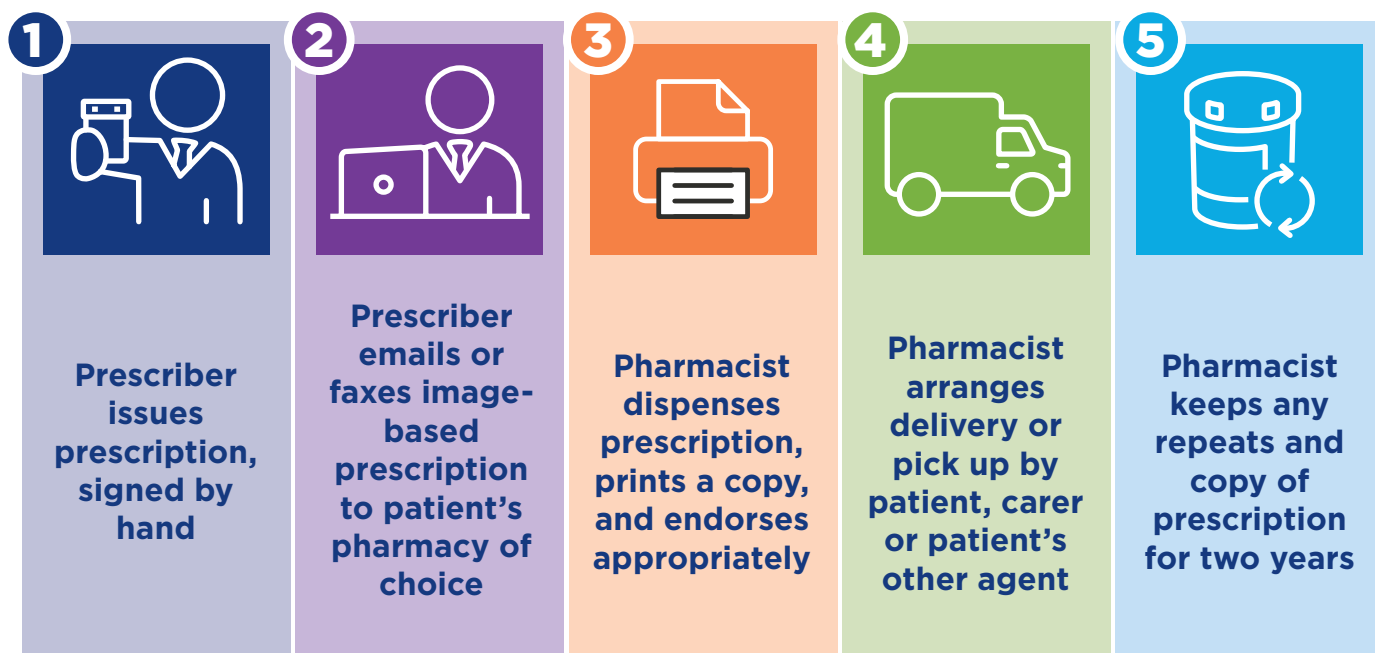 1
Prescriber
issues
prescription,
signed by
hand
2
Prescriber
emails or
faxes image-
based
prescription
to patient’s
pharmacy of
choice
3
Pharmacist
dispenses
prescription,
prints a copy,
and endorses
appropriately
4
Pharmacist
arranges
delivery or
pick up by
patient, carer
or patient’s
other agent
5
Pharmacist
keeps any
repeats and
copy of
prescription
for two years